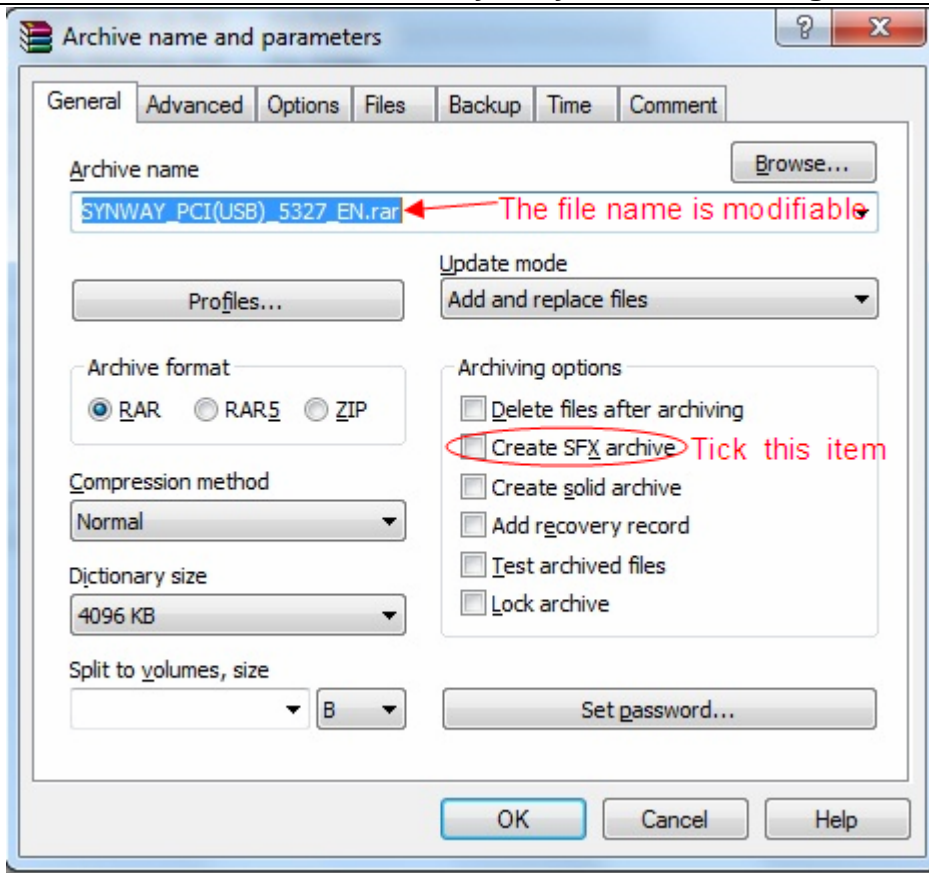 Archive name and parameters
General Advanced Options Files Backup Time Comment
Archive name
Browse...
SYNWAY_PCI(USB)_5327_EN.rar The file name is modifiable
Update mode
Profiles... Add and replace files
Archive format
RAR RAR5 ZIP
Archiving options
Delete files after archiving
Create SFX archive Tick this item
Create solid archive
Add recovery record
Test archived files
Lock archive
Compression method
Normal
Dictionary size
4096 KB
Split to volumes, size
B
Set password...
OK Cancel Help